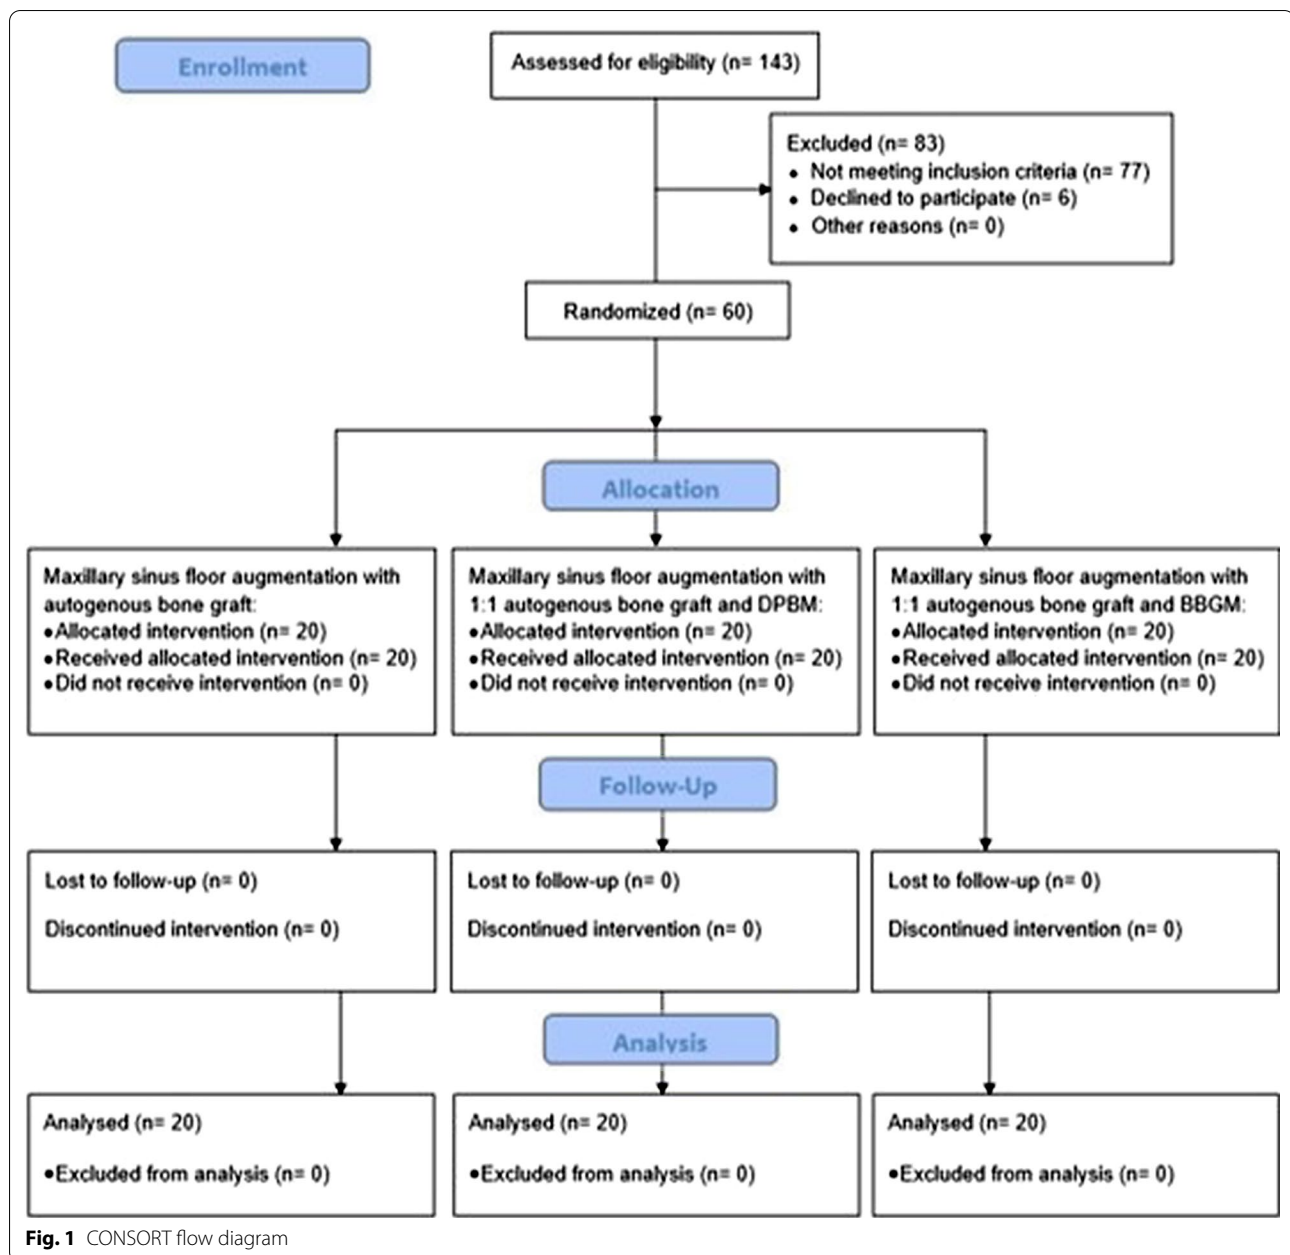 Enrollment
Assessed for eligibility (n= 143)
Excluded (n= 83)
• Not meeting inclusion criteria (n= 77)
• Declined to participate (n= 6)
• Other reasons (n= 0)
Randomized (n= 60)
Allocation
Maxillary sinus floor augmentation with
autogenous bone graft:
•Allocated intervention (n= 20)
•Received allocated intervention (n= 20)
•Did not receive intervention (n= 0)
Maxillary sinus floor augmentation with
1:1 autogenous bone graft and DPBM:
•Allocated intervention (n= 20)
•Received allocated intervention (n= 20)
•Did not receive intervention (n= 0)
Maxillary sinus floor augmentation with
1:1 autogenous bone graft and BBGM:
•Allocated intervention (n= 20)
•Received allocated intervention (n= 20)
•Did not receive intervention (n= 0)
Follow-Up
Lost to follow-up (n= 0)
Discontinued intervention (n= 0)
Lost to follow-up (n= 0)
Discontinued intervention (n= 0)
Lost to follow-up (n= 0)
Discontinued intervention (n= 0)
Analysis
Analysed (n= 20)
•Excluded from analysis (n= 0)
Analysed (n= 20)
•Excluded from analysis (n= 0)
Analysed (n= 20)
•Excluded from analysis (n= 0)
Fig. 1 CONSORT flow diagram